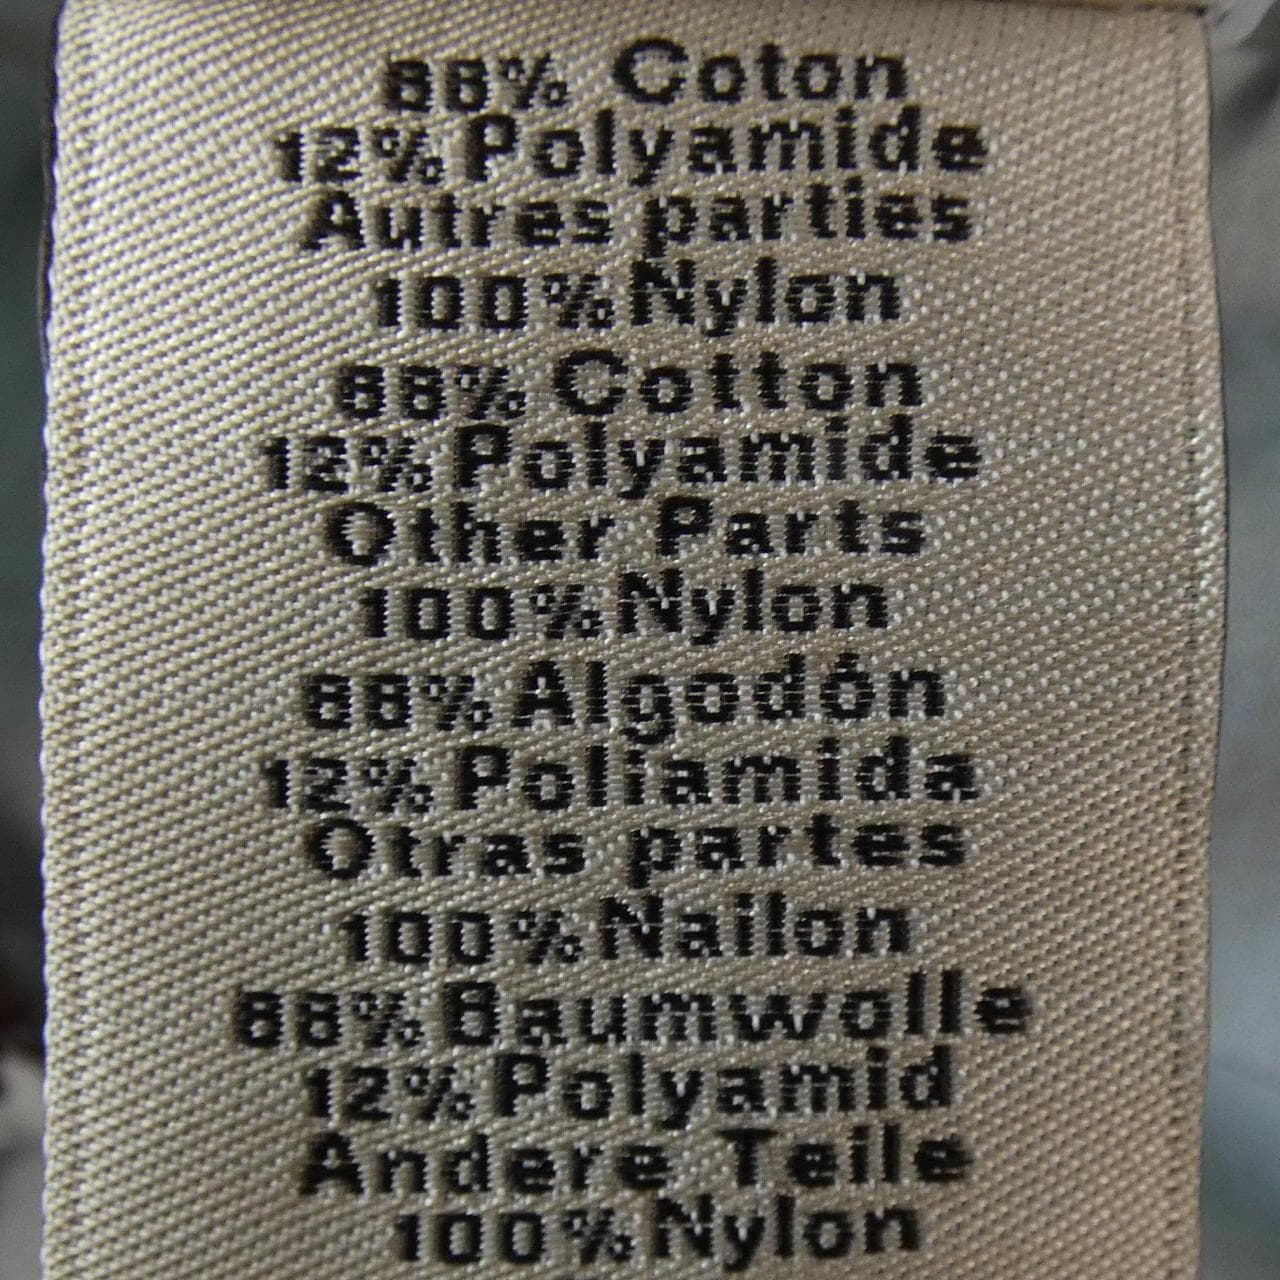 88% Coton
12% Polyamide
Autres parties
100% Nylon
88% Cotton
12% Polyamide
Other Parts
100% Nylon
88% Algodón
12% Poliamida
Otras partes
100% Nailon
88% Baumwolle
12% Polyamid
Andere Teile
100% Nylon